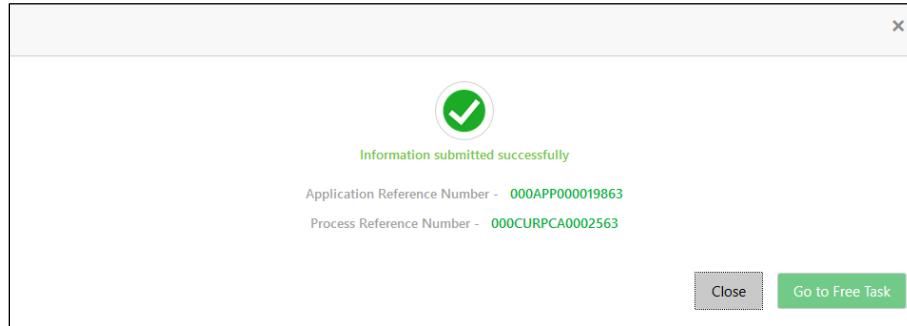 ×
Information submitted successfully
Application Reference Number - 000APP000019863
Process Reference Number - 000CURPCA0002563
Close Go to Free Task